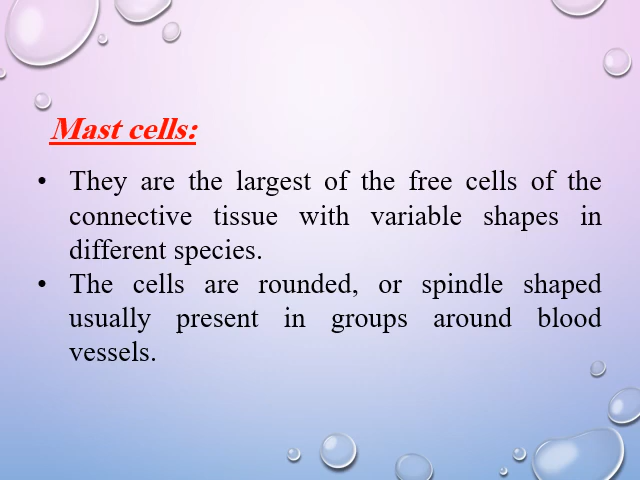 Mast cells:
• They are the largest of the free cells of the
connective tissue with variable shapes in
different species.
• The cells are rounded, or spindle shaped
usually present in groups around blood
vessels.